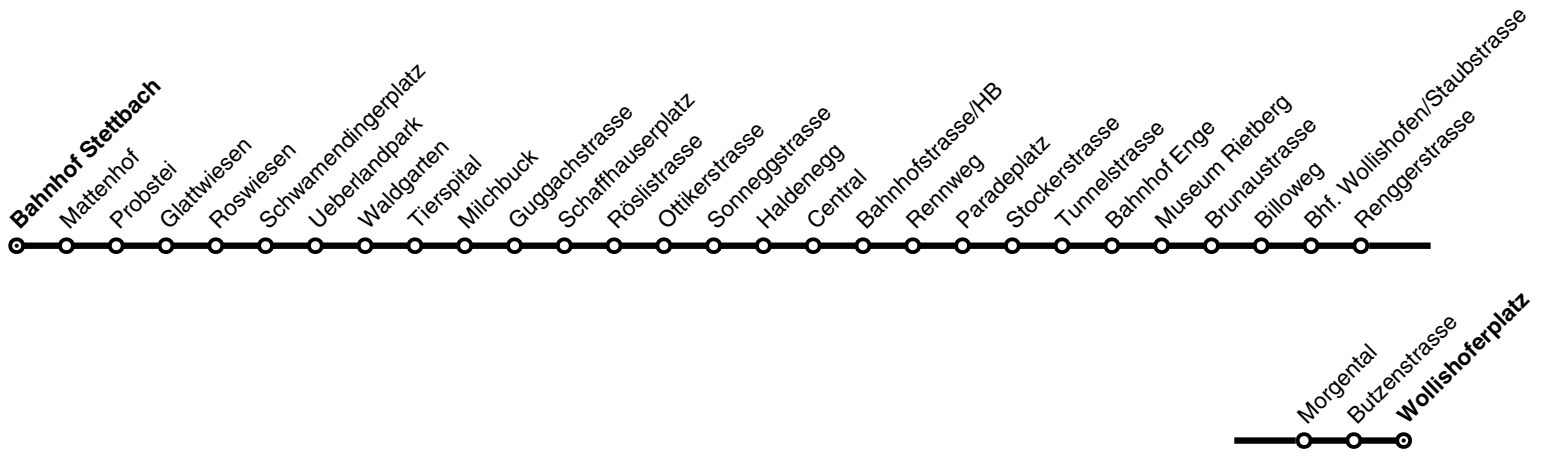 Bahnhof Stettbach
Mattenhof
Probstei
Glattwiesen
Roswiesen
Schwamendingerplatz
Ueberlandpark
Waldgarten
Tierspital
Milchbuck
Guggachstrasse
Schaffhauserplatz
Röslistrasse
Ottikerstrasse
Sonneggstrasse
Haldenegg
Central
Bahnhofstrasse/HB
Rennweg
Paradeplatz
Stockerstrasse
Tunnelstrasse
Bahnhof Enge
Museum Rietberg
Brunaustrasse
Billoweg
Bhf. Wollishofen/Staubstrasse
Renggerstrasse
Morgental
Butzenstrasse
Wollishoferplatz